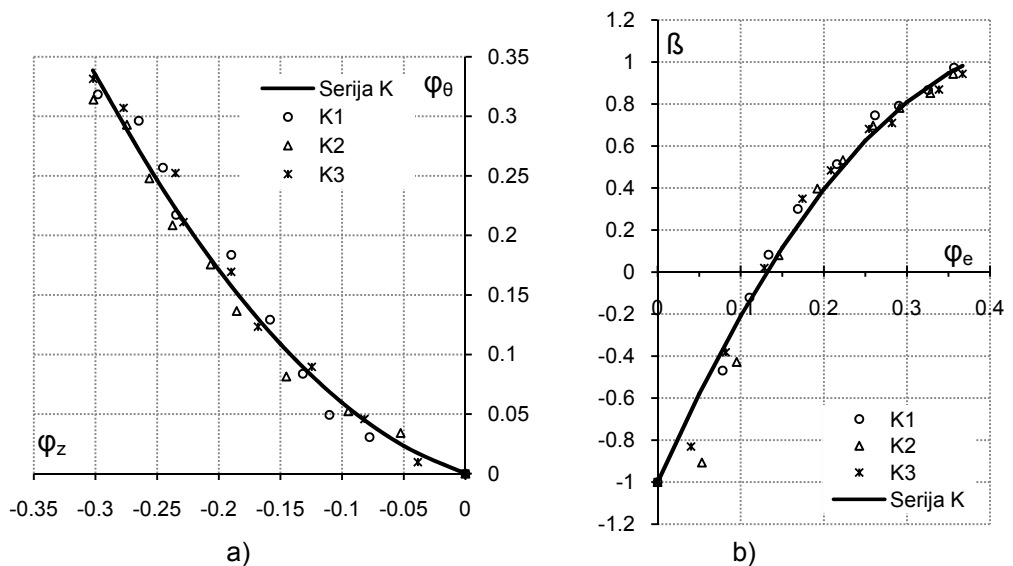 0.35
φθ
Serija K
K1
K2
K3
0.3
0.25
0.2
0.15
0.1
0.05
φz
0
-0.35 -0.3 -0.25 -0.2 -0.15 -0.1 -0.05 0
a)
1.2
ß
1
0.8
0.6
0.4
0.2
φe
0
0 0.1 0.2 0.3 0.4
-0.2
-0.4
-0.6
K1
K2
K3
Serija K
-0.8
-1
-1.2
b)